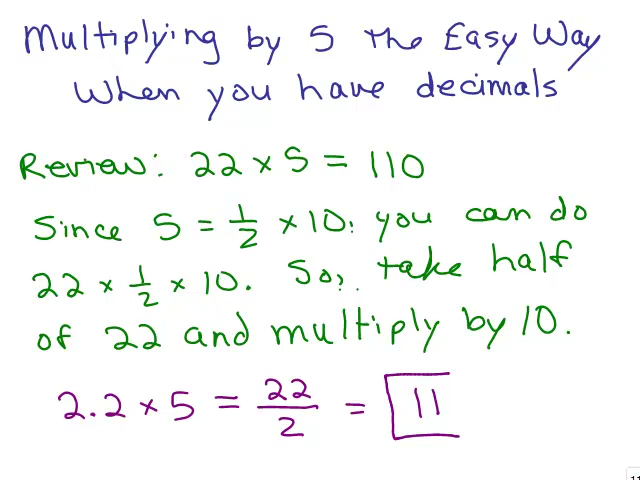 Multiplying by 5 the Easy Way
When you have decimals
Review: 22 × 5 = 110
Since 5 = 1/2 × 10, you can do
22 × 1/2 × 10. So, take half
of 22 and multiply by 10.
2.2 × 5 = 22/2 = 11